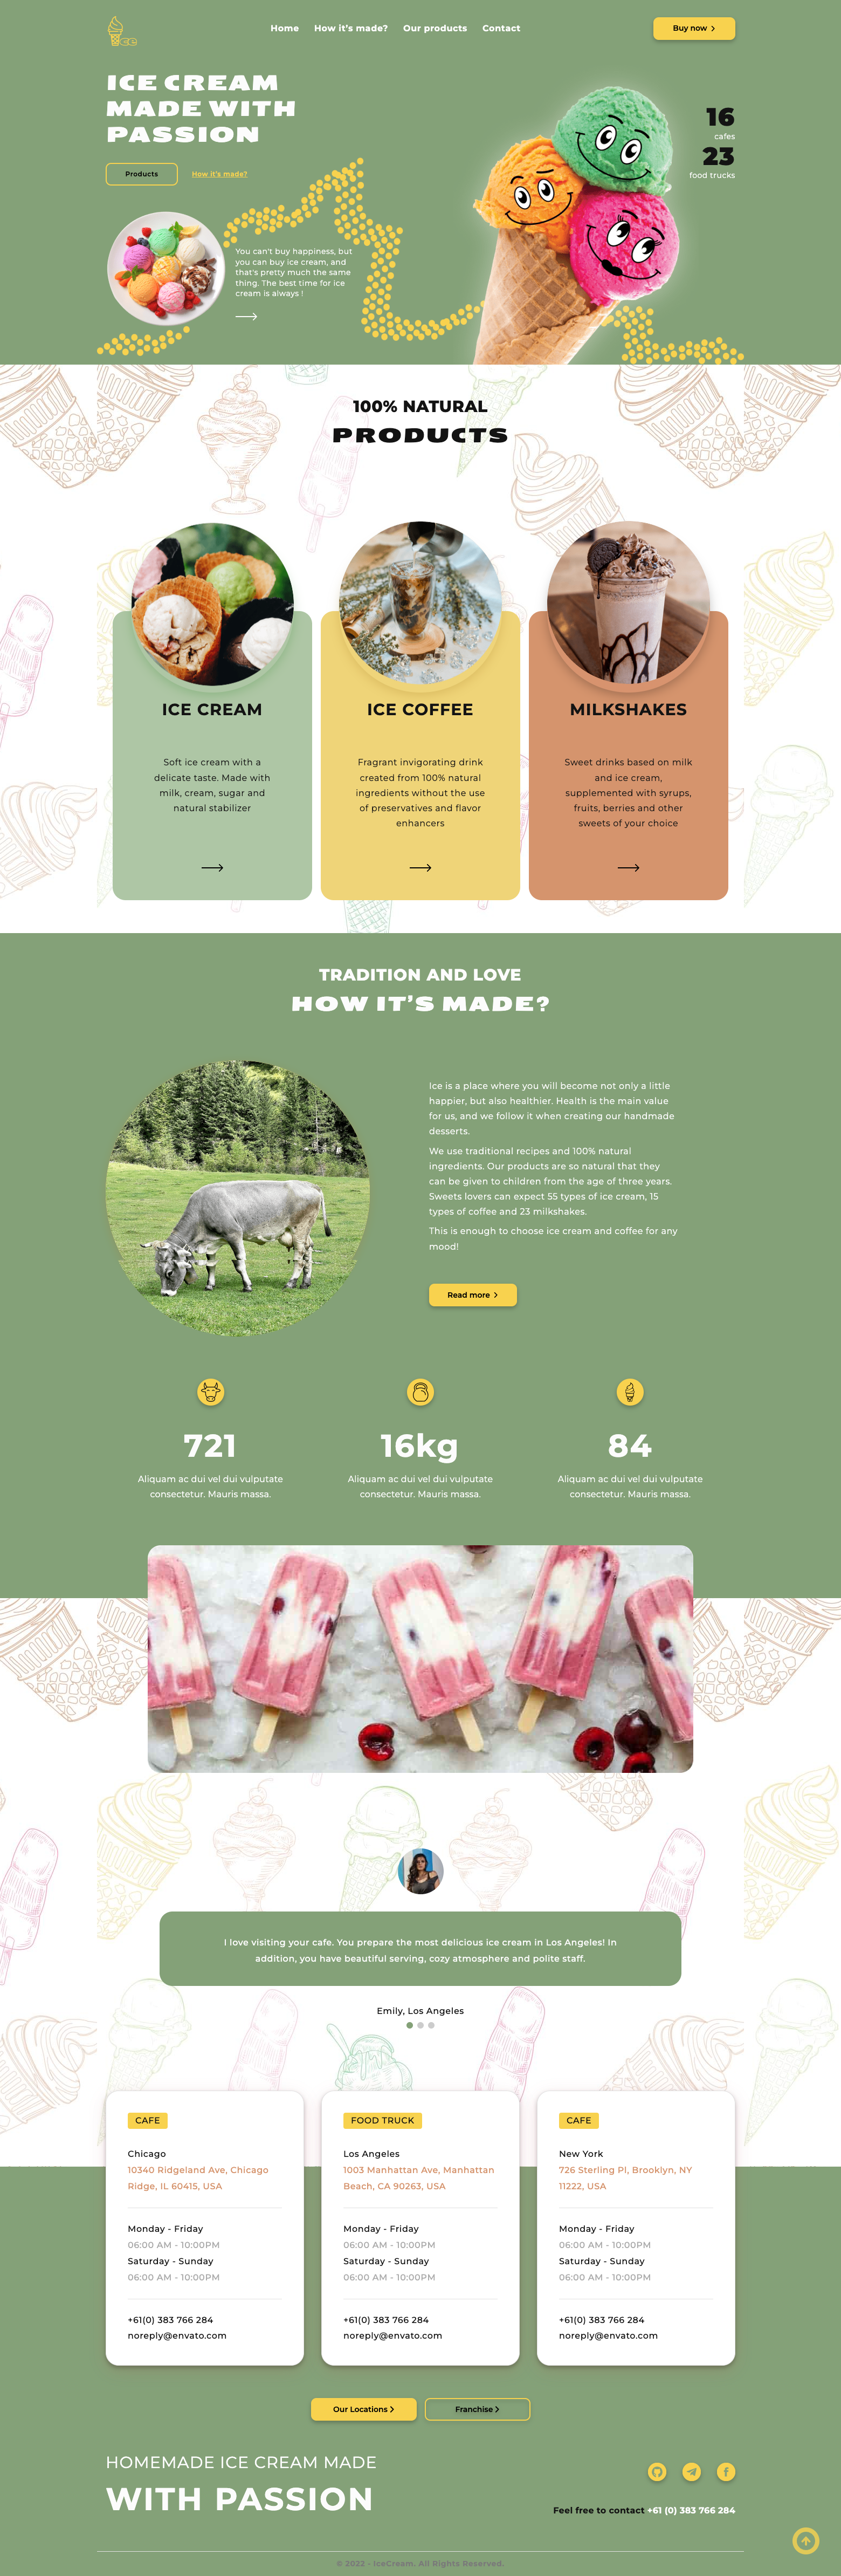 ice
Home How it's made? Our products Contact
Buy now
ICE CREAM
MADE WITH
PASSION
16
cafes
23
food trucks
Products How it's made?
You can't buy happiness, but
you can buy ice cream, and
that's pretty much the same
thing. The best time for ice
cream is always !
100% NATURAL
PRODUCTS
ICE CREAM
Soft ice cream with a
delicate taste. Made with
milk, cream, sugar and
natural stabilizer
ICE COFFEE
Fragrant invigorating drink
created from 100% natural
ingredients without the use
of preservatives and flavor
enhancers
MILKSHAKES
Sweet drinks based on milk
and ice cream,
supplemented with syrups,
fruits, berries and other
sweets of your choice
TRADITION AND LOVE
HOW IT'S MADE?
Ice is a place where you will become not only a little
happier, but also healthier. Health is the main value
for us, and we follow it when creating our handmade
desserts.
We use traditional recipes and 100% natural
ingredients. Our products are so natural that they
can be given to children from the age of three years.
Sweets lovers can expect 55 types of ice cream, 15
types of coffee and 23 milkshakes.
This is enough to choose ice cream and coffee for any
mood!
Read more
721
Aliquam ac dui vel dui vulputate
consectetur. Mauris massa.
16kg
Aliquam ac dui vel dui vulputate
consectetur. Mauris massa.
84
Aliquam ac dui vel dui vulputate
consectetur. Mauris massa.
I love visiting your cafe. You prepare the most delicious ice cream in Los Angeles! In
addition, you have beautiful serving, cozy atmosphere and polite staff.
Emily, Los Angeles
CAFE
Chicago
10340 Ridgeland Ave, Chicago
Ridge, IL 60415, USA
Monday - Friday
06:00 AM - 10:00PM
Saturday - Sunday
06:00 AM - 10:00PM
+61(0) 383 766 284
noreply@envato.com
FOOD TRUCK
Los Angeles
1003 Manhattan Ave, Manhattan
Beach, CA 90263, USA
Monday - Friday
06:00 AM - 10:00PM
Saturday - Sunday
06:00 AM - 10:00PM
+61(0) 383 766 284
noreply@envato.com
CAFE
New York
726 Sterling Pl, Brooklyn, NY
11222, USA
Monday - Friday
06:00 AM - 10:00PM
Saturday - Sunday
06:00 AM - 10:00PM
+61(0) 383 766 284
noreply@envato.com
Our Locations Franchise
HOMEMADE ICE CREAM MADE
WITH PASSION
Feel free to contact +61 (0) 383 766 284
© 2022 - IceCream. All Rights Reserved.